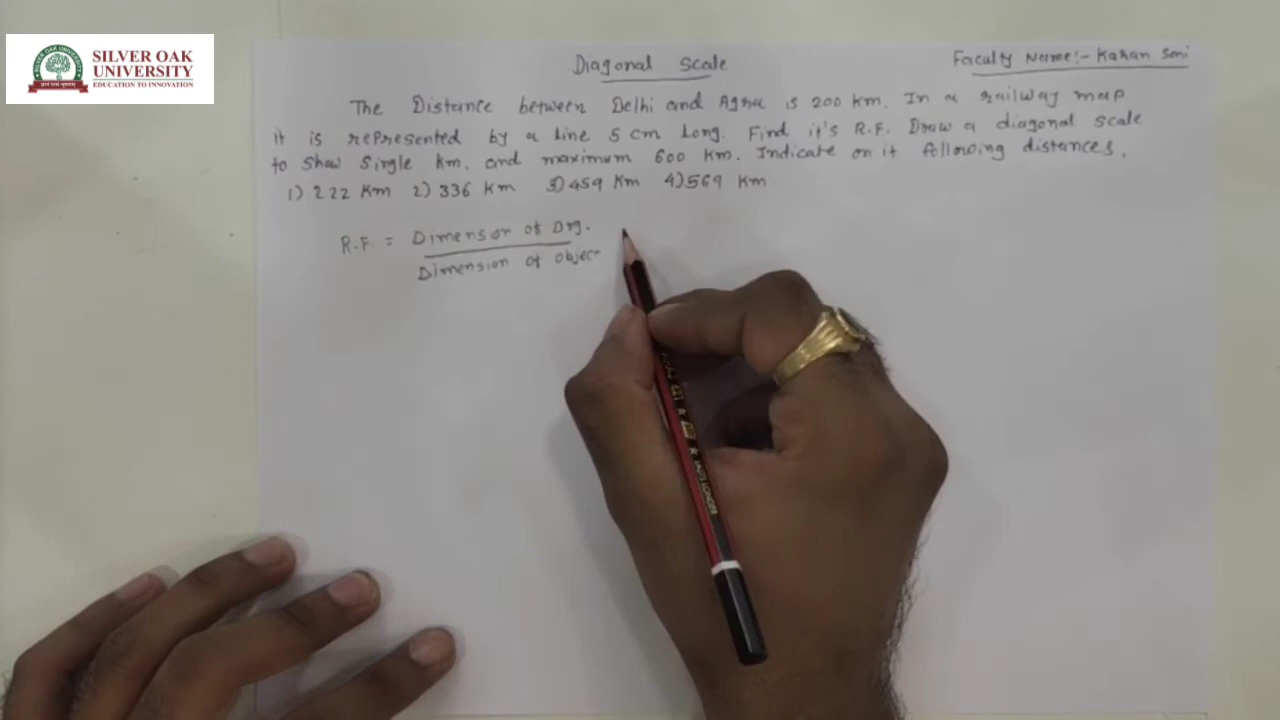 SILVER OAK
UNIVERSITY
EDUCATION TO INNOVATION
Diagonal Scale
Faculty Name:- Karan Soni
The Distance between Delhi and Agra is 200 km. In a railway map
it is represented by a line 5 cm long. Find it's R.F. Draw a diagonal scale
to show single km. and maximum 600 km. Indicate on it following distances.
1) 222 Km 2) 336 Km 3) 459 Km 4) 569 Km
R.F. = Dimension of Drg.
Dimension of object